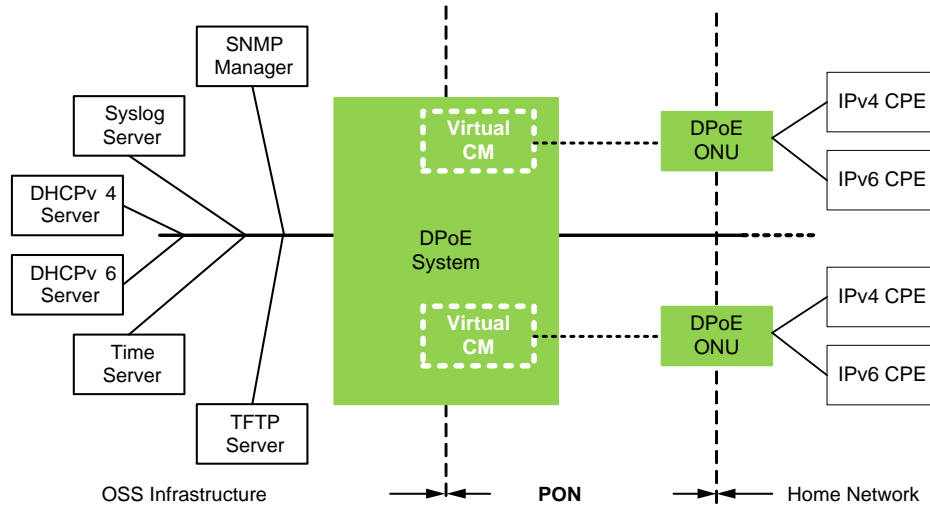 SNMP
Manager
Syslog
Server
DHCPv 4
Server
DHCPv 6
Server
Time
Server
TFTP
Server
Virtual
CM
DPoE
System
Virtual
CM
DPoE
ONU
IPv4 CPE
IPv6 CPE
DPoE
ONU
IPv4 CPE
IPv6 CPE
OSS Infrastructure
PON
Home Network